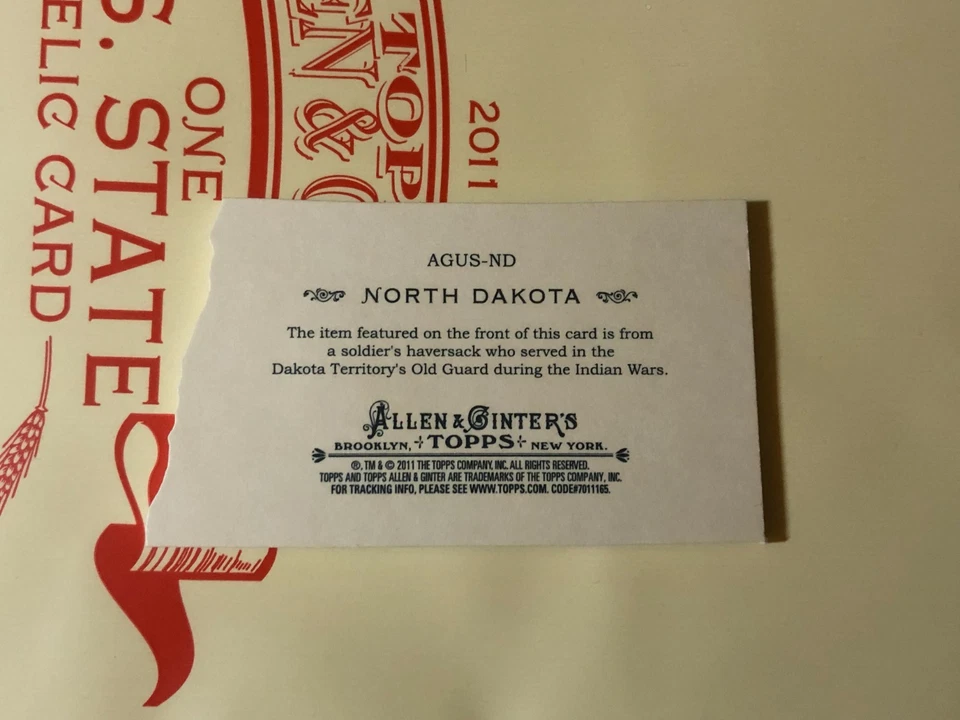 S. STATE
ELIC CARD
ONE
TOP
EN & G
2011
AGUS-ND
NORTH DAKOTA
The item featured on the front of this card is from
a soldier's haversack who served in the
Dakota Territory's Old Guard during the Indian Wars.
ALLEN & GINTER'S
BROOKLYN, TOPPS NEW YORK.
®, TM & © 2011 THE TOPPS COMPANY, INC. ALL RIGHTS RESERVED.
TOPPS AND TOPPS ALLEN & GINTER ARE TRADEMARKS OF THE TOPPS COMPANY, INC.
FOR TRACKING INFO, PLEASE SEE WWW.TOPPS.COM. CODE#7011165.